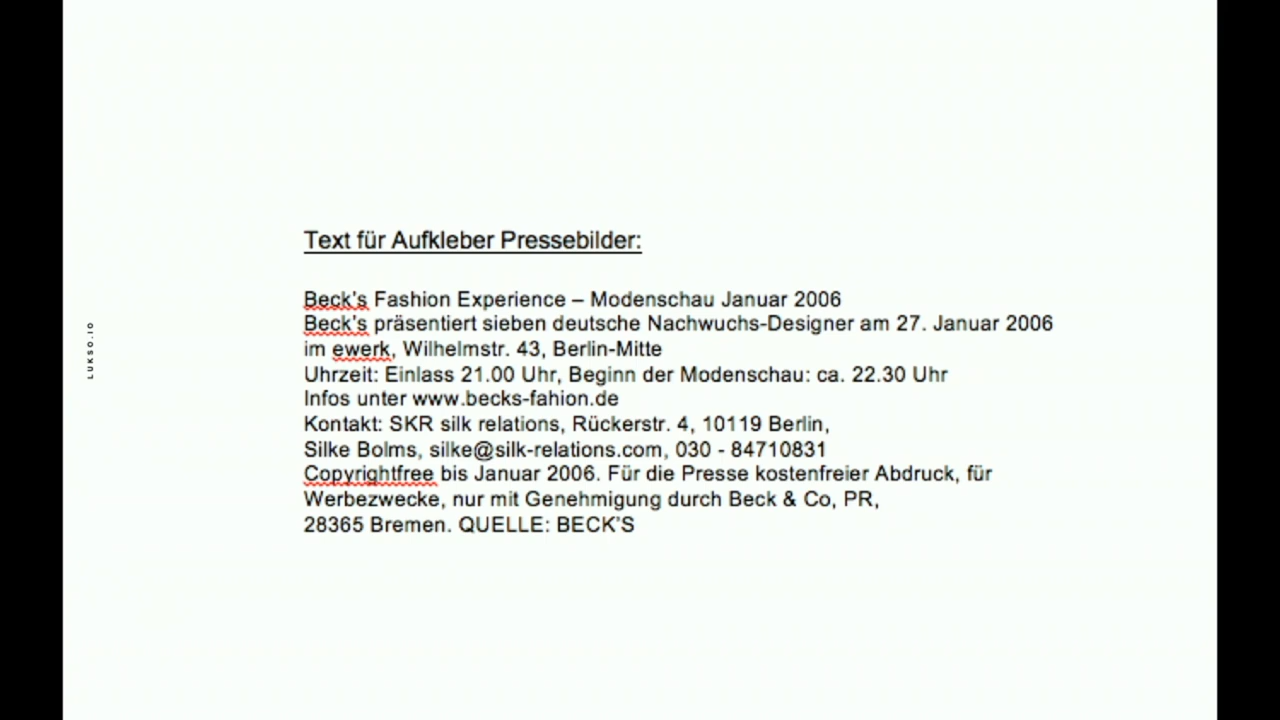 Text für Aufkleber Pressebilder:
Beck's Fashion Experience – Modenschau Januar 2006
Beck's präsentiert sieben deutsche Nachwuchs-Designer am 27. Januar 2006
im ewerk, Wilhelmstr. 43, Berlin-Mitte
Uhrzeit: Einlass 21.00 Uhr, Beginn der Modenschau: ca. 22.30 Uhr
Infos unter www.becks-fahion.de
Kontakt: SKR silk relations, Rückerstr. 4, 10119 Berlin,
Silke Bolms, silke@silk-relations.com, 030 - 84710831
Copyrightfree bis Januar 2006. Für die Presse kostenfreier Abdruck, für
Werbezwecke, nur mit Genehmigung durch Beck & Co, PR,
28365 Bremen. QUELLE: BECK'S
LUKSO.IO